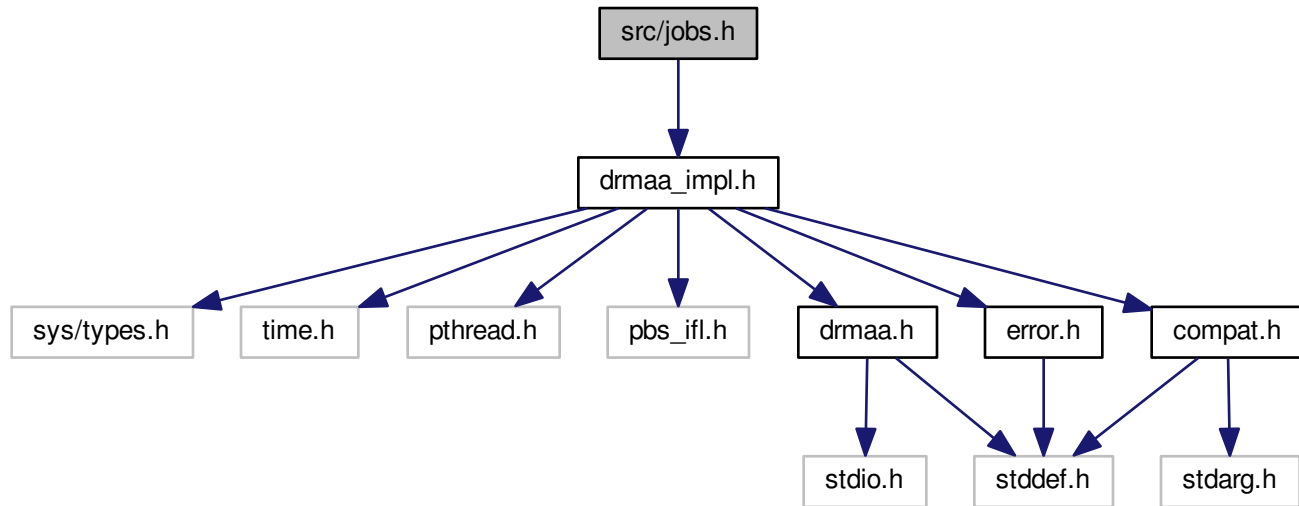 src/jobs.h
drmaa_impl.h
sys/types.h
time.h
pthread.h
pbs_ifl.h
drmaa.h
error.h
compat.h
stdio.h
stddef.h
stdarg.h